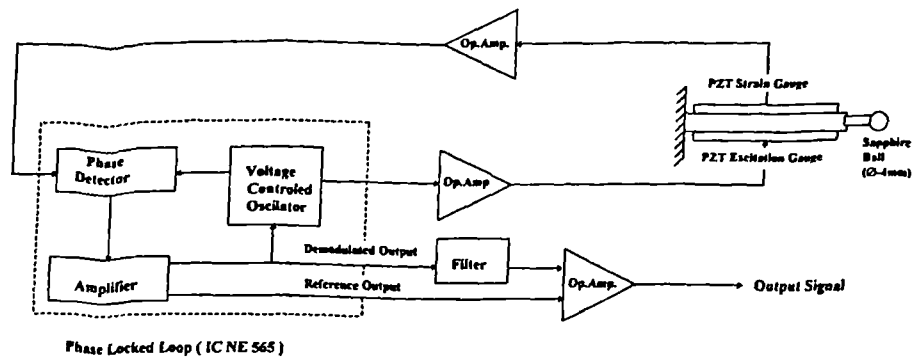 Op.Amp.
PZT Strain Gauge
PZT Excitation Gauge
Sapphire
Ball
(Ø-4mm)
Phase
Detector
Voltage
Controled
Oscilator
Op.Amp
Demodulated Output
Filter
Amplifier
Reference Output
Op.Amp.
Output Signal
Phase Locked Loop ( IC NE 565 )